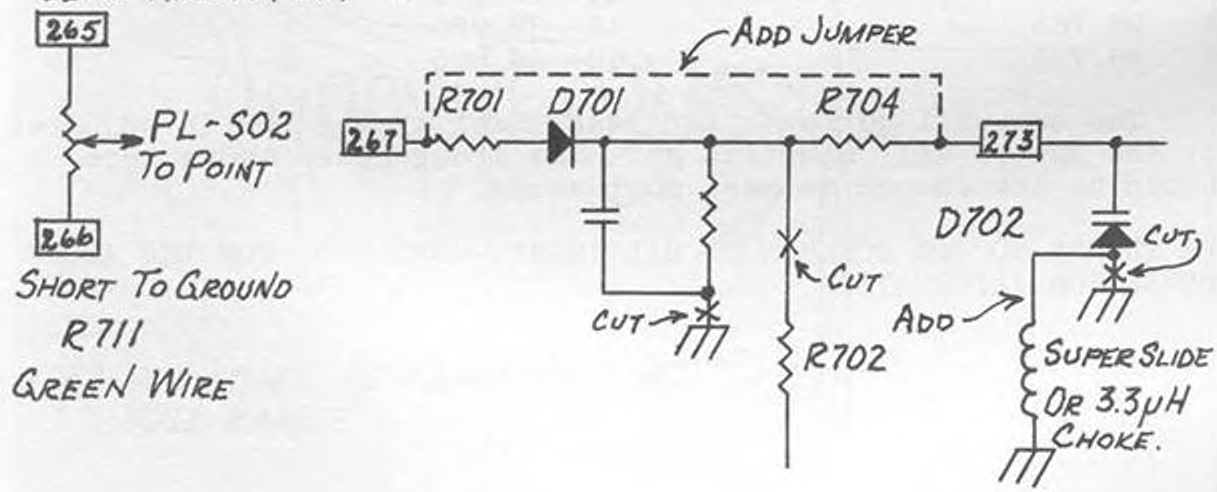 265
PL-502
TO POINT
266
SHORT TO GROUND
R711
GREEN WIRE
ADD JUMPER
R701
D701
R704
267
273
D702
CUT
CUT
CUT
ADD
R702
SUPER SLIDE
OR 3.3µH
CHOKE.